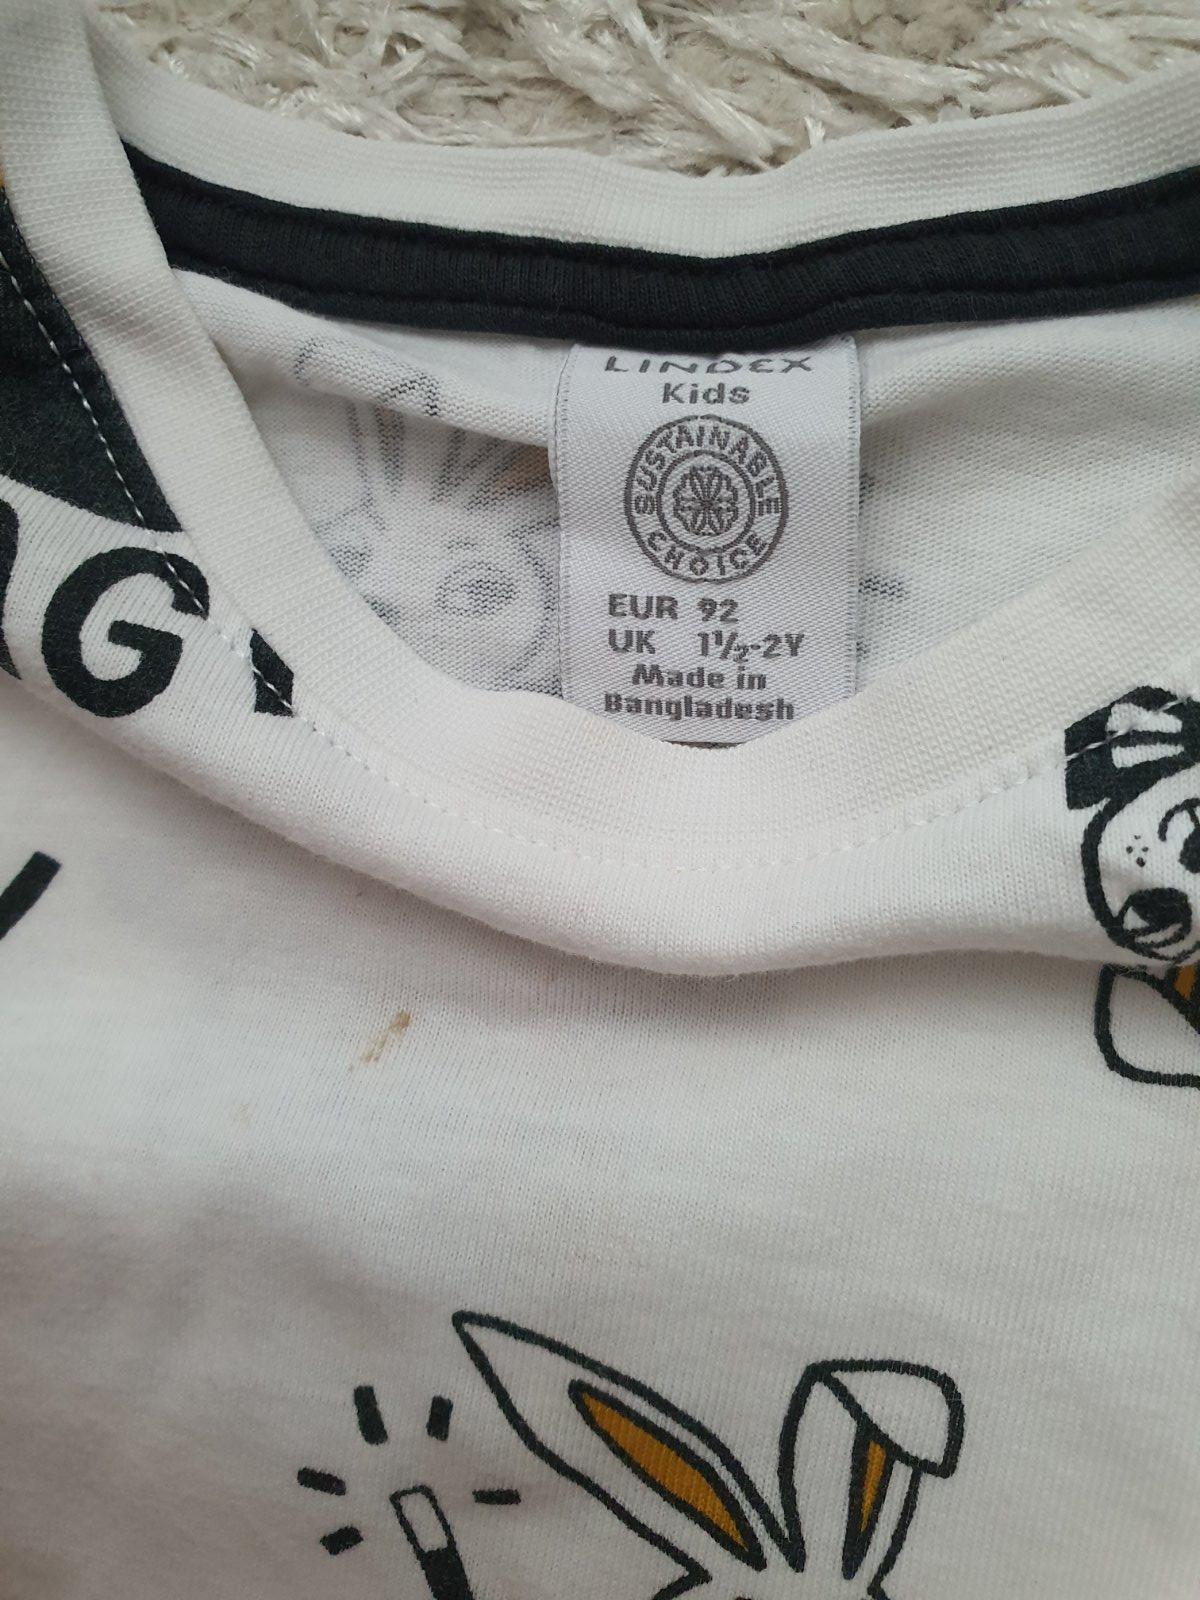 LINDEX
Kids
SUSTAINABLE
CHOICE
EUR 92
UK 1½-2Y
Made in
Bangladesh